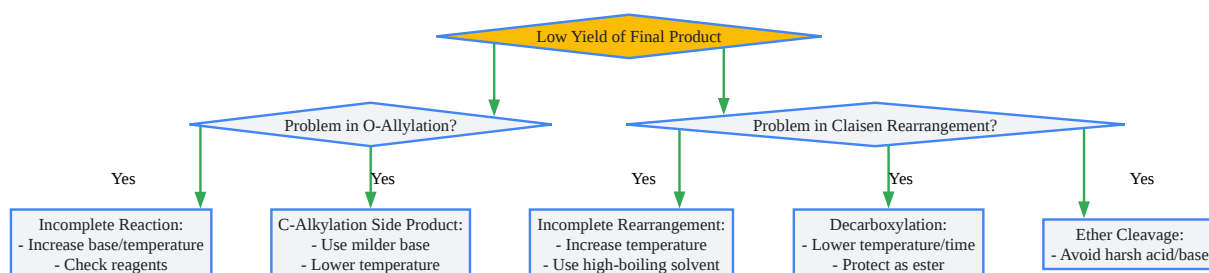 Low Yield of Final Product
Problem in O-Allylation?
Problem in Claisen Rearrangement?
Yes
Yes
Yes
Yes
Yes
Incomplete Reaction:
- Increase base/temperature
- Check reagents
C-Alkylation Side Product:
- Use milder base
- Lower temperature
Incomplete Rearrangement:
- Increase temperature
- Use high-boiling solvent
Decarboxylation:
- Lower temperature/time
- Protect as ester
Ether Cleavage:
- Avoid harsh acid/base